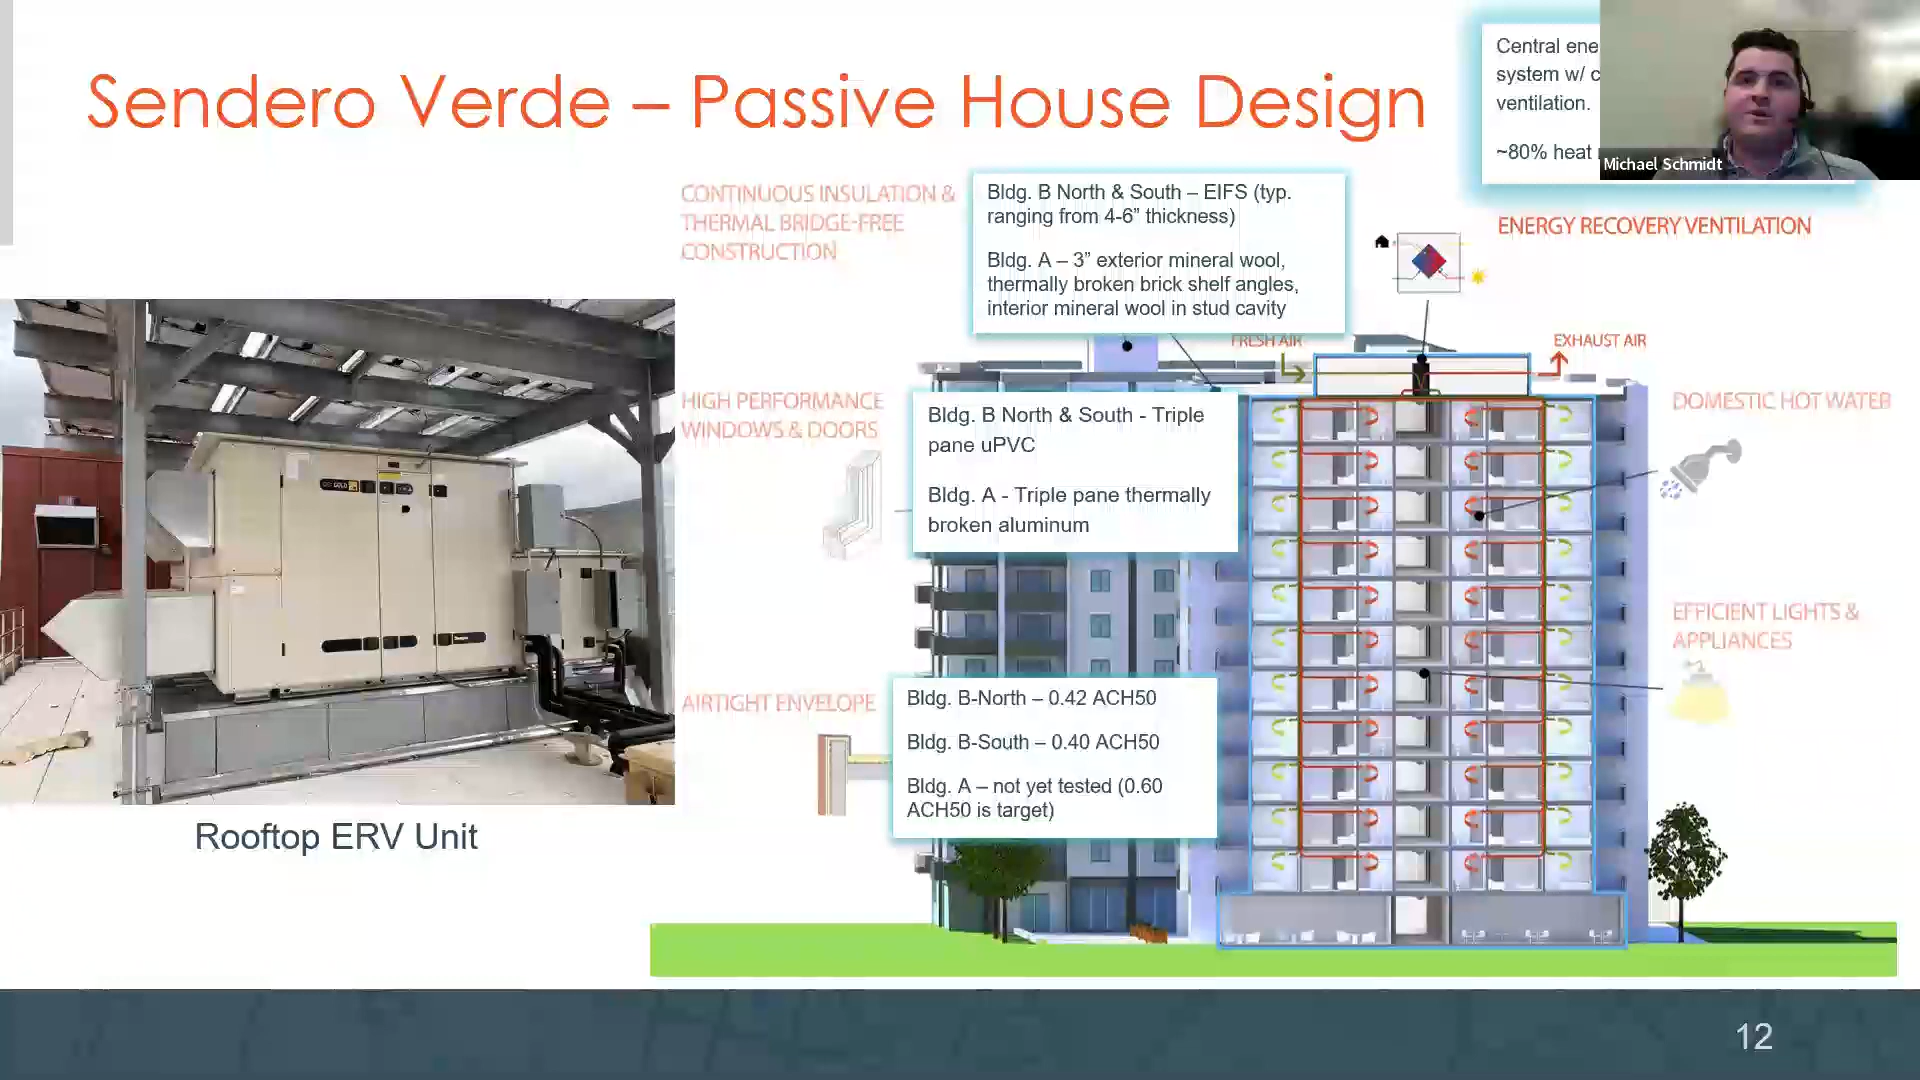 Sendero Verde – Passive House Design
Central ene
system w/ c
ventilation.
~80% heat
Michael Schmidt
CONTINUOUS INSULATION &
THERMAL BRIDGE-FREE
CONSTRUCTION
Bldg. B North & South – EIFS (typ.
ranging from 4-6” thickness)
Bldg. A – 3” exterior mineral wool,
thermally broken brick shelf angles,
interior mineral wool in stud cavity
ENERGY RECOVERY VENTILATION
FRESH AIR
EXHAUST AIR
HIGH PERFORMANCE
WINDOWS & DOORS
Bldg. B North & South - Triple
pane uPVC
Bldg. A - Triple pane thermally
broken aluminum
DOMESTIC HOT WATER
EFFICIENT LIGHTS &
APPLIANCES
AIRTIGHT ENVELOPE
Bldg. B-North – 0.42 ACH50
Bldg. B-South – 0.40 ACH50
Bldg. A – not yet tested (0.60
ACH50 is target)
GOLD
Rooftop ERV Unit
12